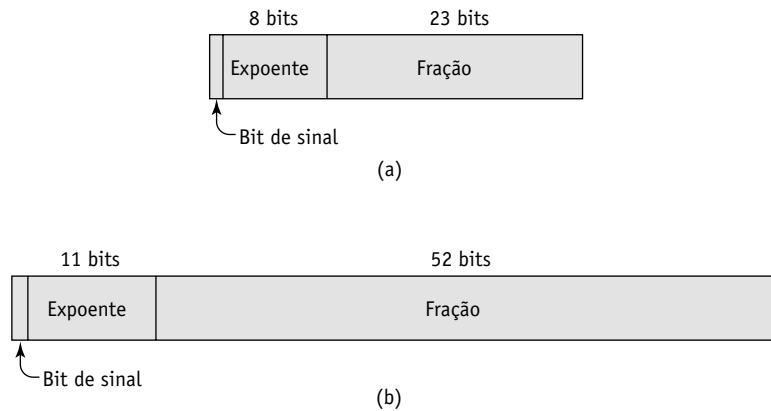 8 bits 23 bits
Expoente Fração
Bit de sinal
(a)
11 bits 52 bits
Expoente Fração
Bit de sinal
(b)